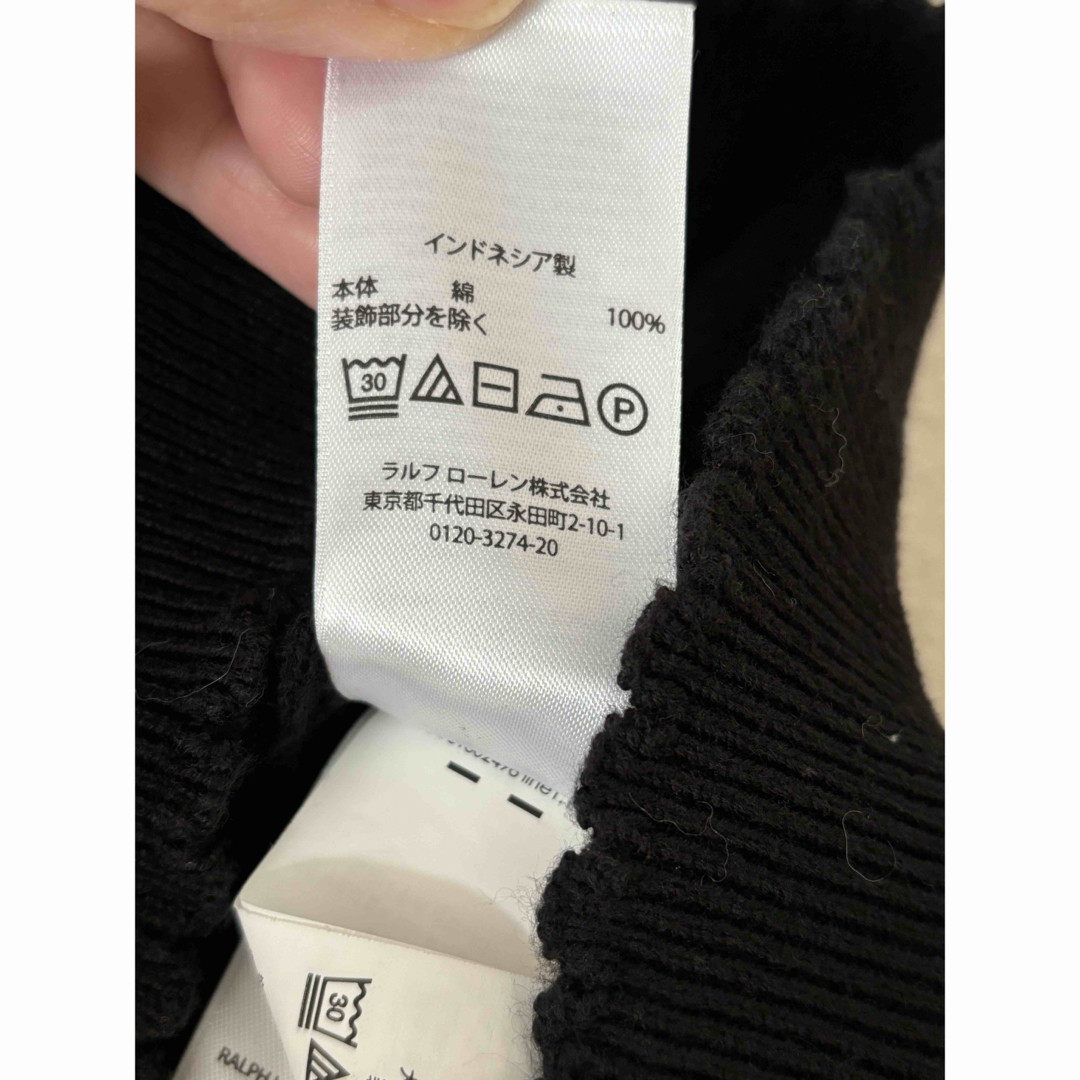 インドネシア製
本体 綿
装飾部分を除く 100%
30
P
ラルフ ローレン株式会社
東京都千代田区永田町2-10-1
0120-3274-20
30
RALPH